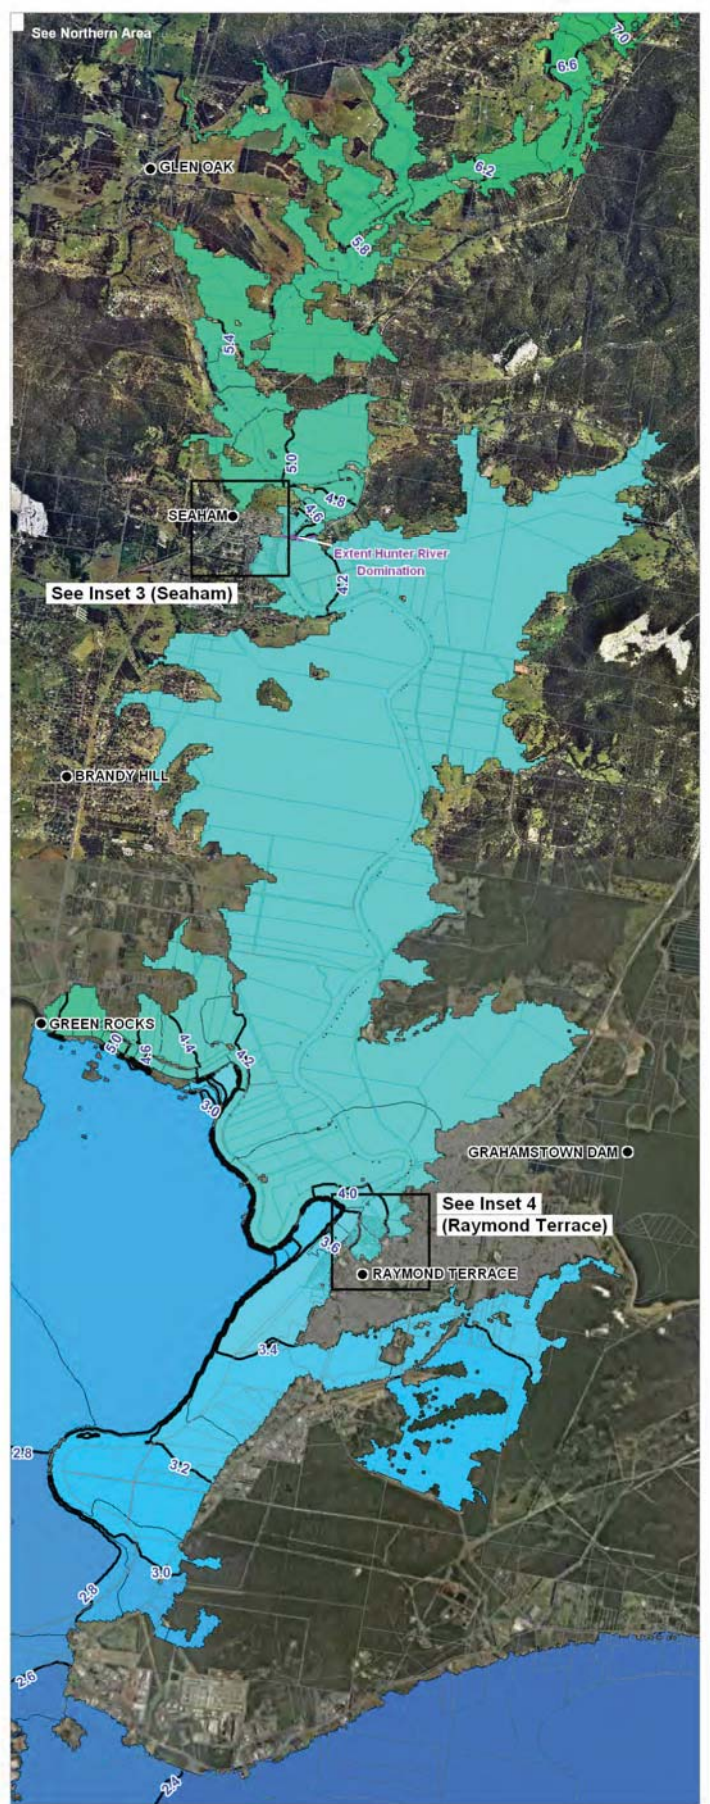 See Northern Area
7.0
6.6
GLEN OAK
6.2
5.8
5.4
5.0
4.8
4.6
SEAHAM
Extent Hunter River
Domination
4.2
See Inset 3 (Seaham)
BRANDY HILL
GREEN ROCKS
5.0
4.6
4.4
4.2
3.0
GRAHAMSTOWN DAM
4.0
See Inset 4
(Raymond Terrace)
3.6
RAYMOND TERRACE
3.4
2.8
3.2
3.0
2.8
2.6
2.4